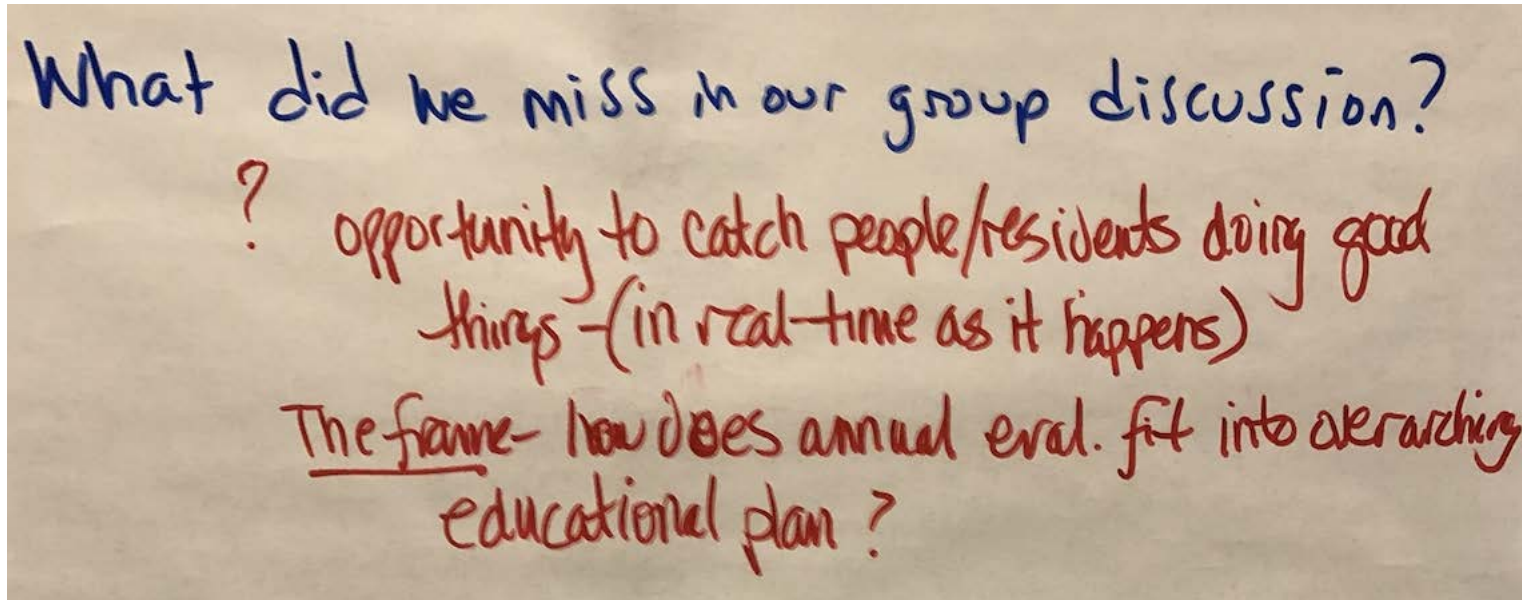 What did we miss in our group discussion?
? opportunity to catch people/residents doing good
things - (in real-time as it happens)
The frame - how does annual eval. fit into overarching
educational plan ?